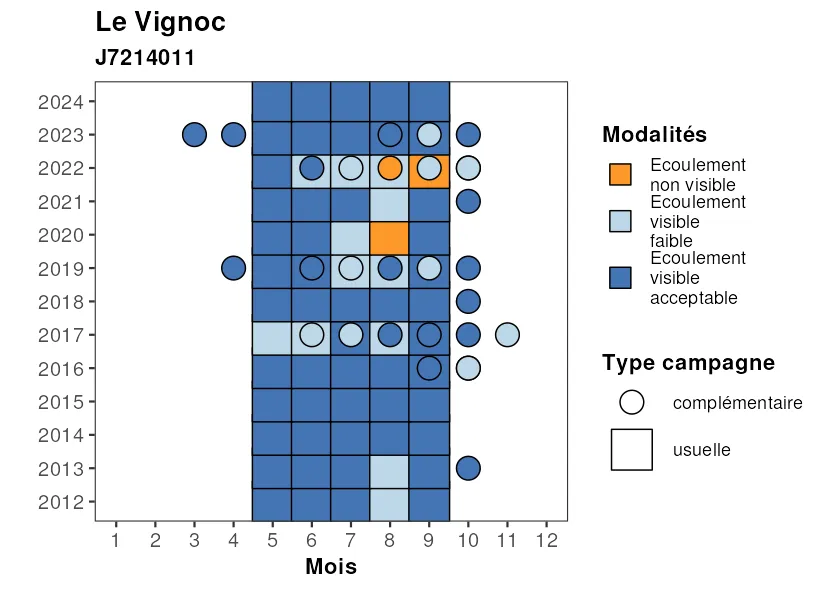 Le Vignoc
J7214011
2024
2023
2022
2021
2020
2019
2018
2017
2016
2015
2014
2013
2012
1 2 3 4 5 6 7 8 9 10 11 12
Mois
Modalités
Ecoulement
non visible
Ecoulement
visible
faible
Ecoulement
visible
acceptable
Type campagne
complémentaire
usuelle